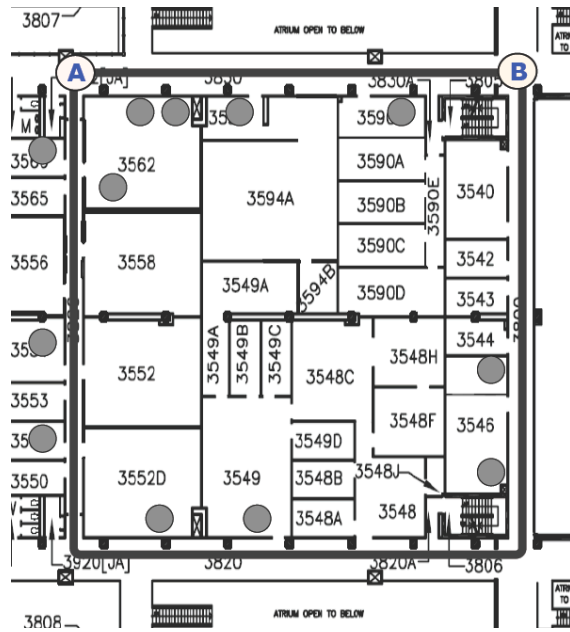 3807
ATRIUM OPEN TO BELOW
A
B
[JA]
3830
3830A
3805
M
3562
3590A
3594A
3540
3565
3590B
3590E
3556
3558
3590C
3542
3549A
3594B
3590D
3543
3544
3549A
3549B
3549C
3548H
3552
3548C
3553
3548F
3546
3549D
3552D
3549
3548B
3548J
3550
3548A
3548
3920[JA]
3820
3820A
3806
3808
ATRIUM OPEN TO BELOW